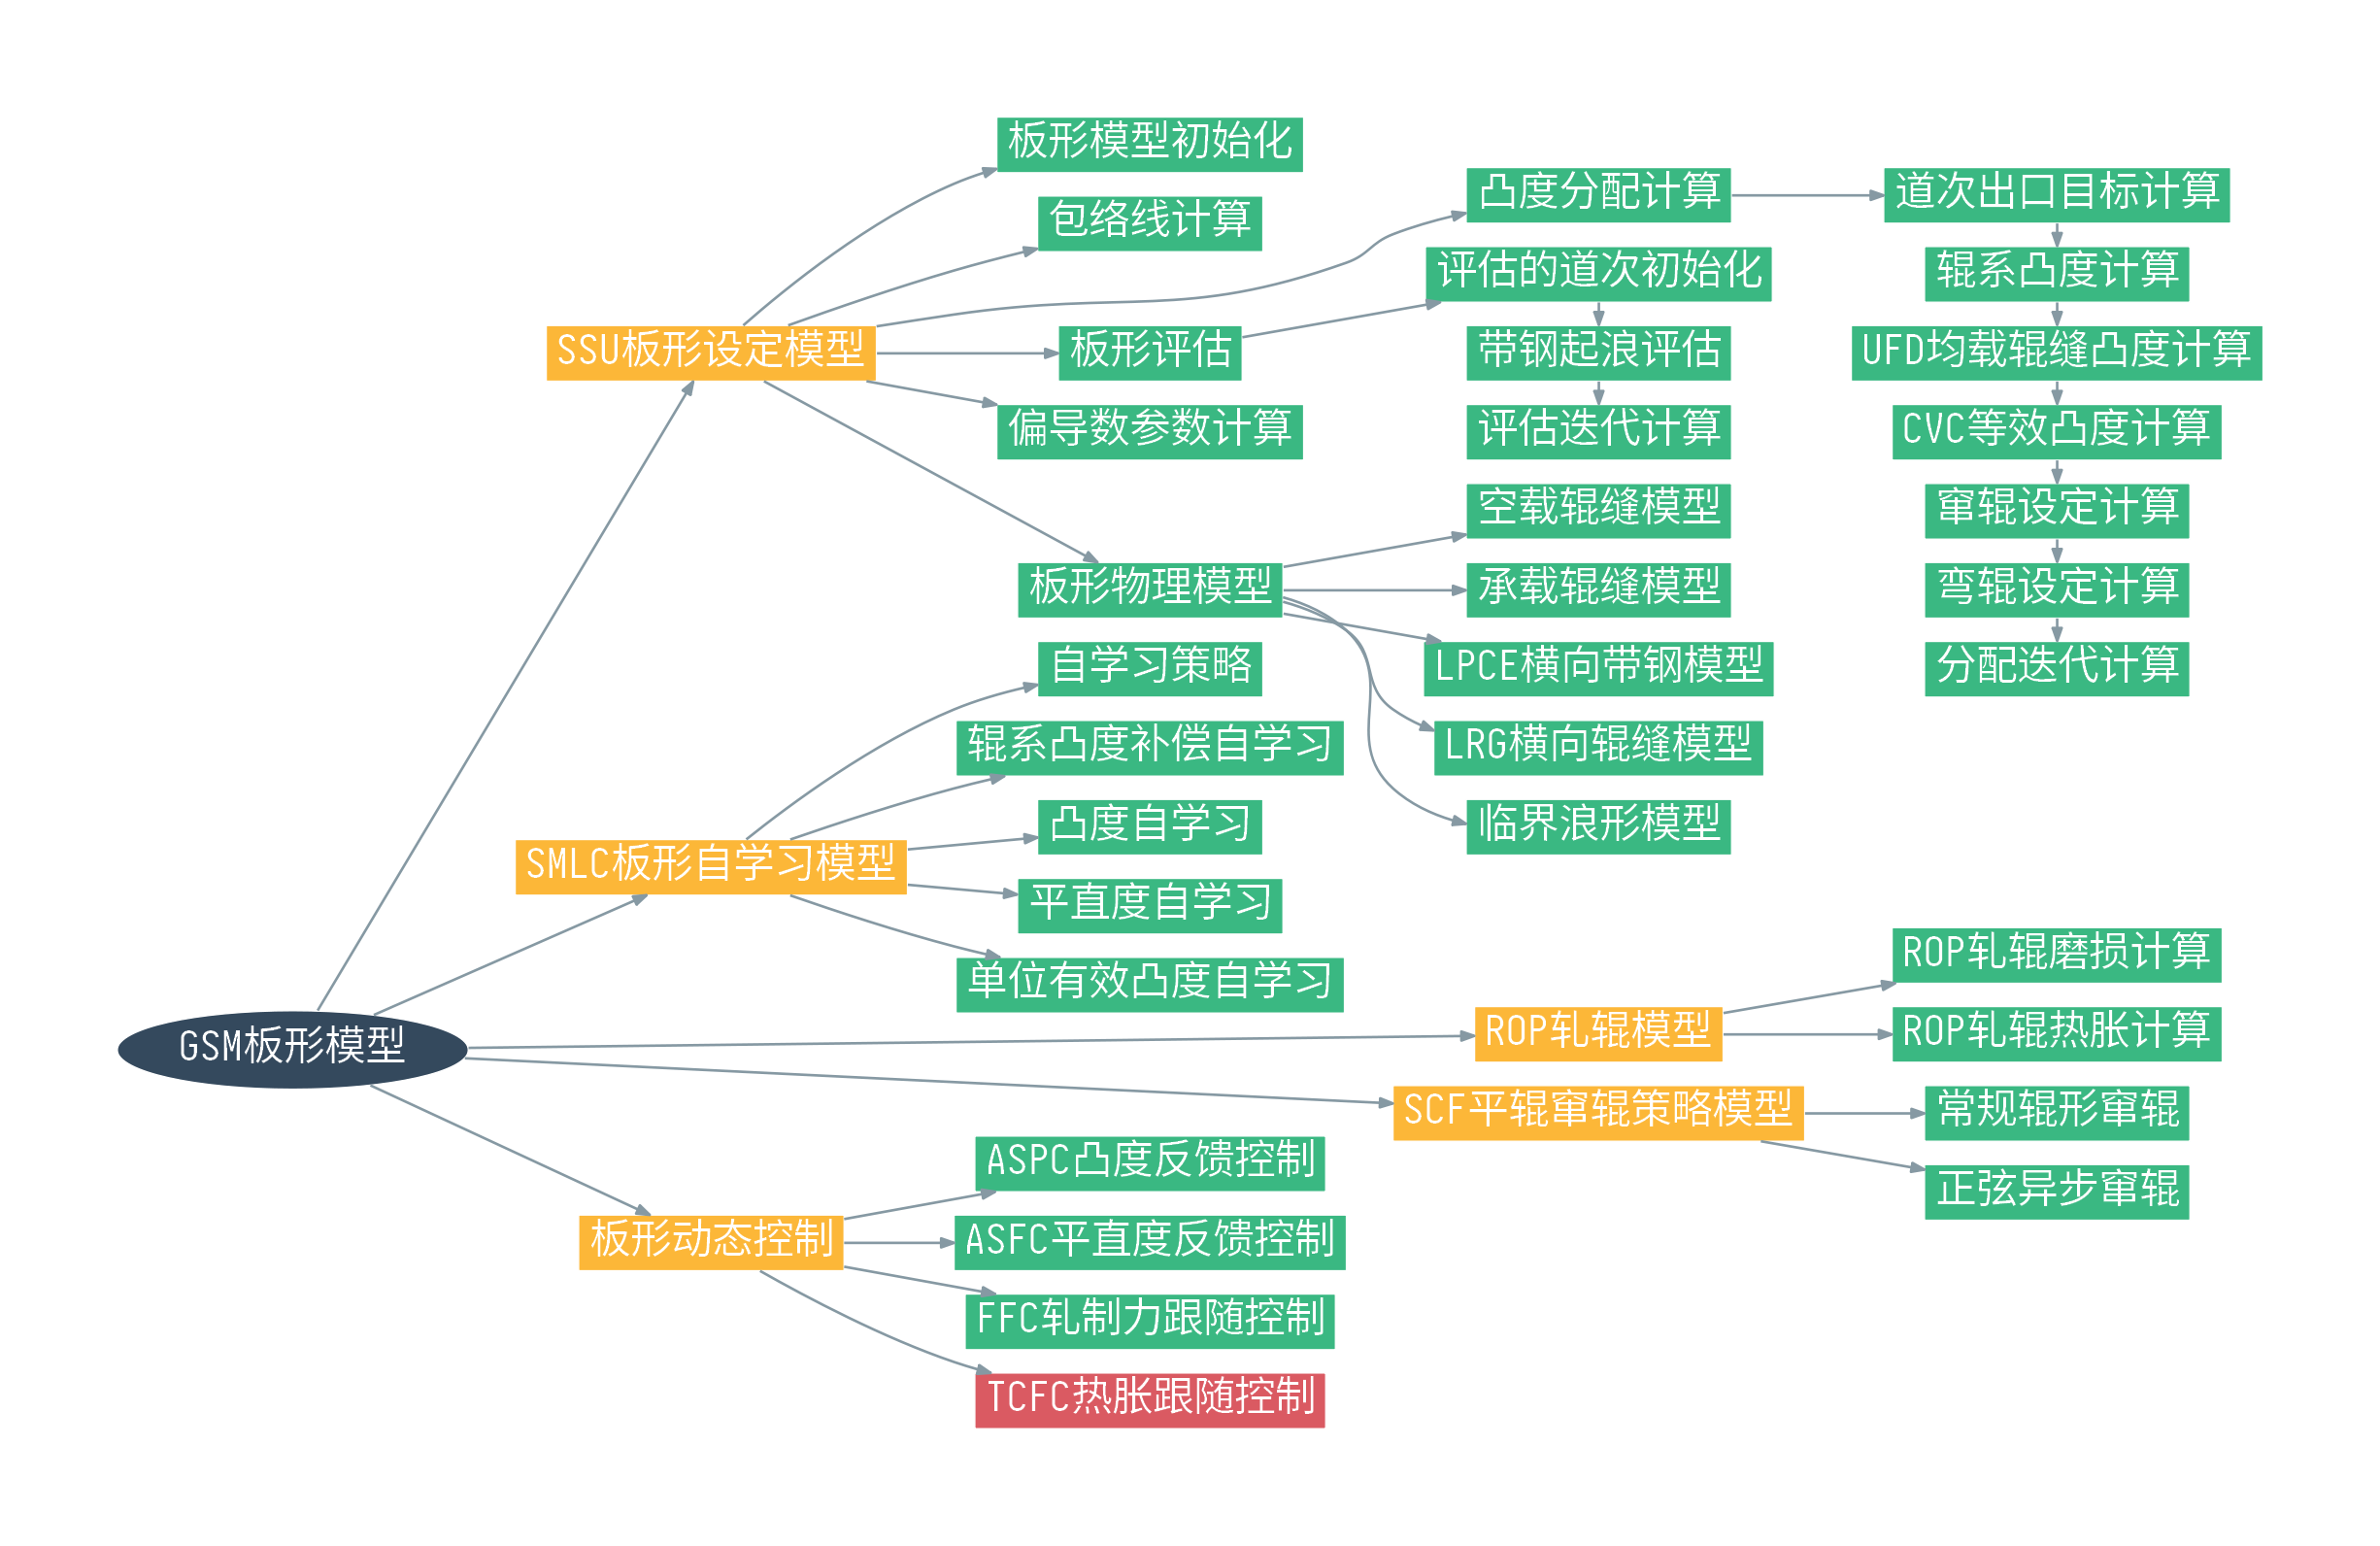 GSM板形模型
SSU板形设定模型
板形模型初始化
包络线计算
凸度分配计算
道次出口目标计算
辊系凸度计算
UFD均载辊缝凸度计算
CVC等效凸度计算
窜辊设定计算
弯辊设定计算
分配迭代计算
板形评估
评估的道次初始化
带钢起浪评估
评估迭代计算
偏导数参数计算
板形物理模型
空载辊缝模型
承载辊缝模型
LPCE横向带钢模型
LRG横向辊缝模型
临界浪形模型
SMLC板形自学习模型
自学习策略
辊系凸度补偿自学习
凸度自学习
平直度自学习
单位有效凸度自学习
ROP轧辊模型
ROP轧辊磨损计算
ROP轧辊热胀计算
SCF平辊窜辊策略模型
常规辊形窜辊
正弦异步窜辊
板形动态控制
ASPC凸度反馈控制
ASFC平直度反馈控制
FFC轧制力跟随控制
TCFC热胀跟随控制